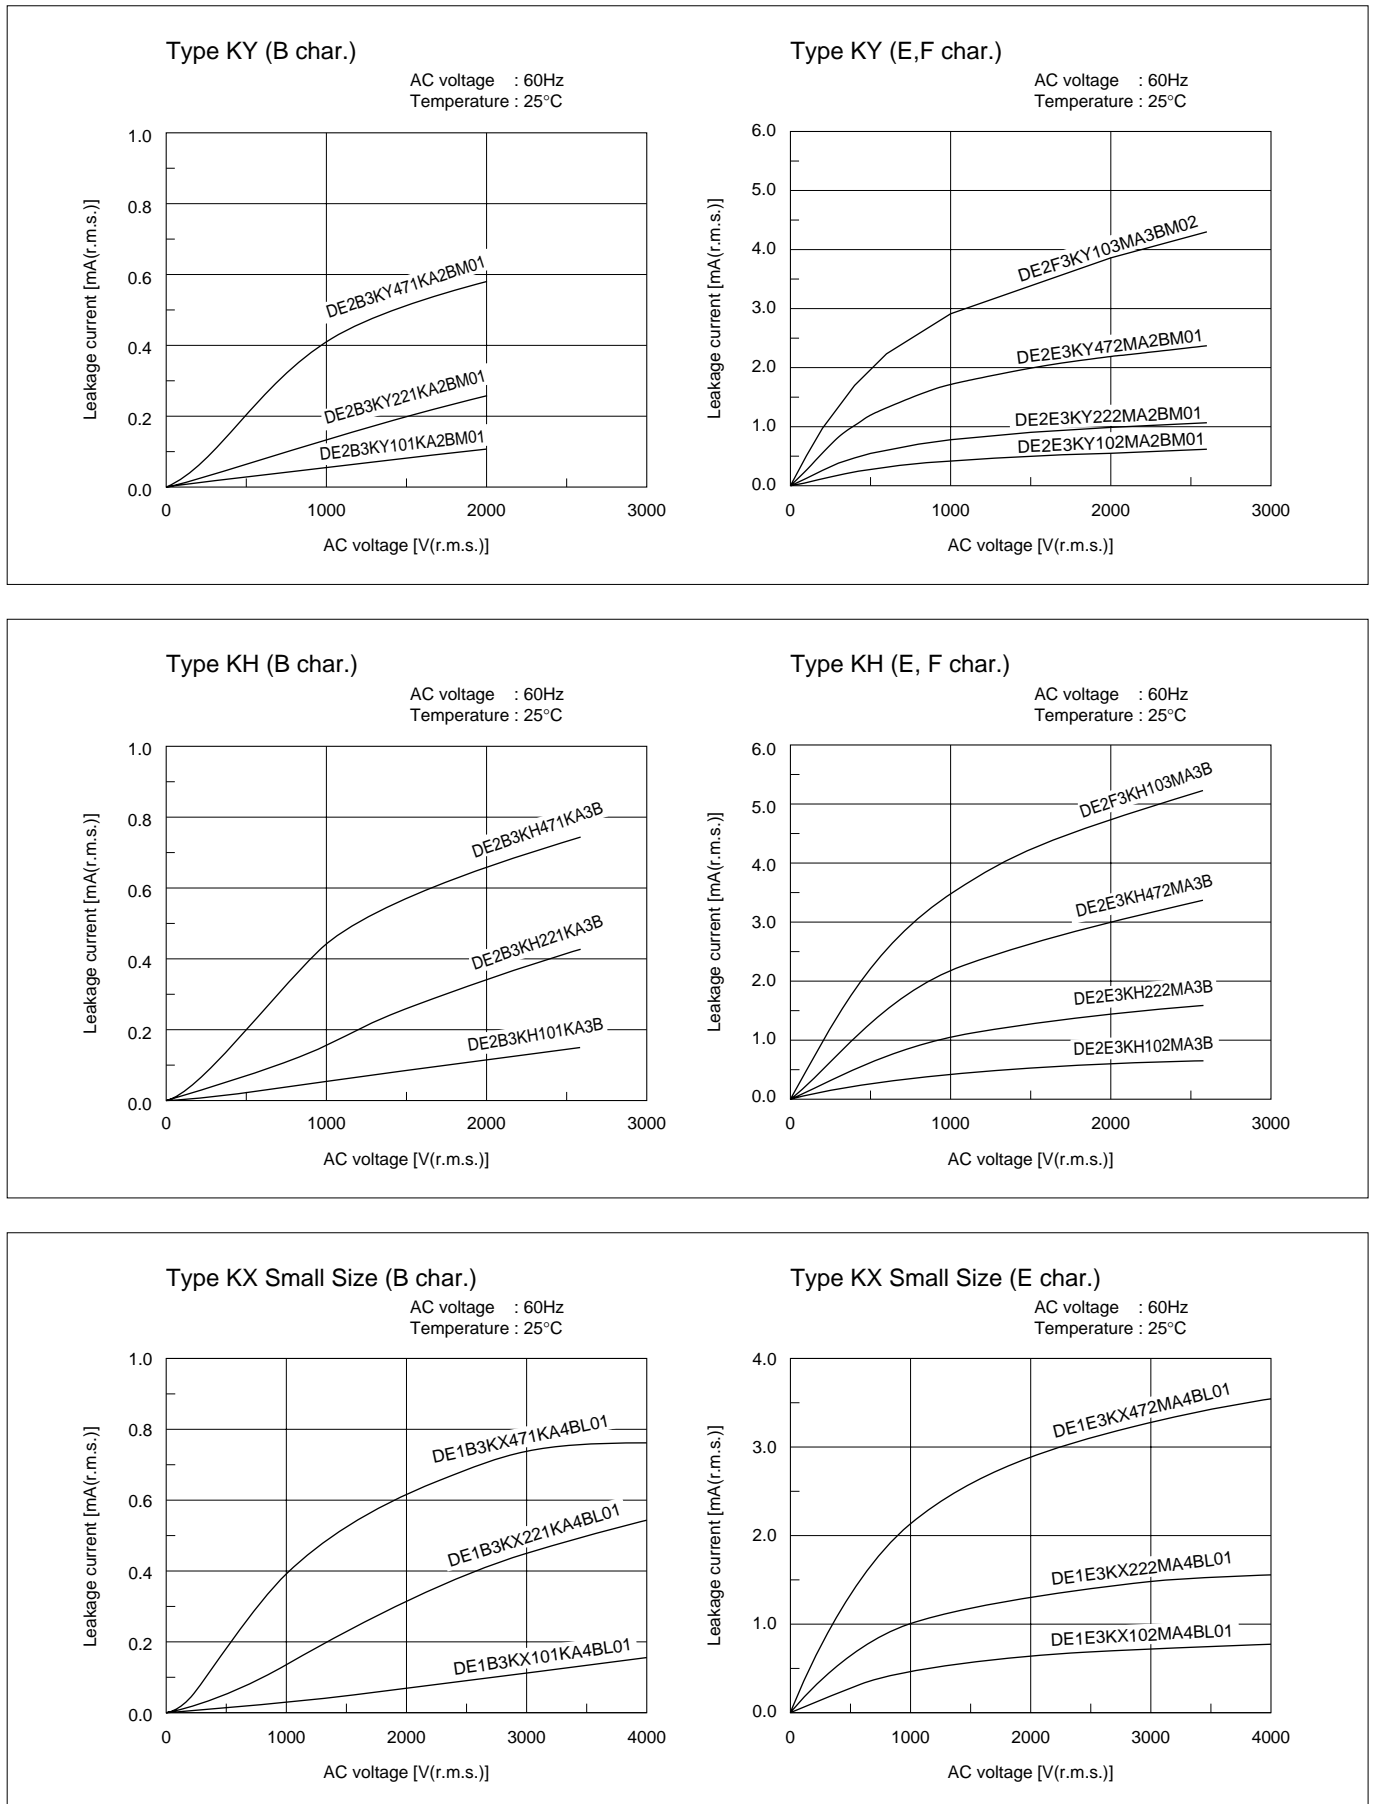 Type KY (B char.)
AC voltage : 60Hz
Temperature : 25°C
1.0
0.8
0.6
0.4
0.2
0.0
Leakage current [mA(r.m.s.)]
DE2B3KY471KA2BM01
DE2B3KY221KA2BM01
DE2B3KY101KA2BM01
0 1000 2000 3000
AC voltage [V(r.m.s.)]
Type KY (E,F char.)
AC voltage : 60Hz
Temperature : 25°C
6.0
5.0
4.0
3.0
2.0
1.0
0.0
Leakage current [mA(r.m.s.)]
DE2F3KY103MA3BM02
DE2E3KY472MA2BM01
DE2E3KY222MA2BM01
DE2E3KY102MA2BM01
0 1000 2000 3000
AC voltage [V(r.m.s.)]
Type KH (B char.)
AC voltage : 60Hz
Temperature : 25°C
1.0
0.8
0.6
0.4
0.2
0.0
Leakage current [mA(r.m.s.)]
DE2B3KH471KA3B
DE2B3KH221KA3B
DE2B3KH101KA3B
0 1000 2000 3000
AC voltage [V(r.m.s.)]
Type KH (E, F char.)
AC voltage : 60Hz
Temperature : 25°C
6.0
5.0
4.0
3.0
2.0
1.0
0.0
Leakage current [mA(r.m.s.)]
DE2F3KH103MA3B
DE2E3KH472MA3B
DE2E3KH222MA3B
DE2E3KH102MA3B
0 1000 2000 3000
AC voltage [V(r.m.s.)]
Type KX Small Size (B char.)
AC voltage : 60Hz
Temperature : 25°C
1.0
0.8
0.6
0.4
0.2
0.0
Leakage current [mA(r.m.s.)]
DE1B3KX471KA4BL01
DE1B3KX221KA4BL01
DE1B3KX101KA4BL01
0 1000 2000 3000 4000
AC voltage [V(r.m.s.)]
Type KX Small Size (E char.)
AC voltage : 60Hz
Temperature : 25°C
4.0
3.0
2.0
1.0
0.0
Leakage current [mA(r.m.s.)]
DE1E3KX472MA4BL01
DE1E3KX222MA4BL01
DE1E3KX102MA4BL01
0 1000 2000 3000 4000
AC voltage [V(r.m.s.)]